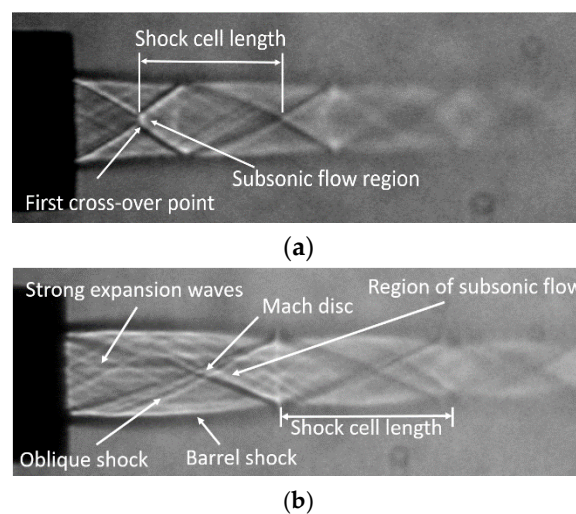 Shock cell length
Subsonic flow region
First cross-over point
(a)
Strong expansion waves
Region of subsonic flow
Mach disc
Shock cell length
Oblique shock
Barrel shock
(b)